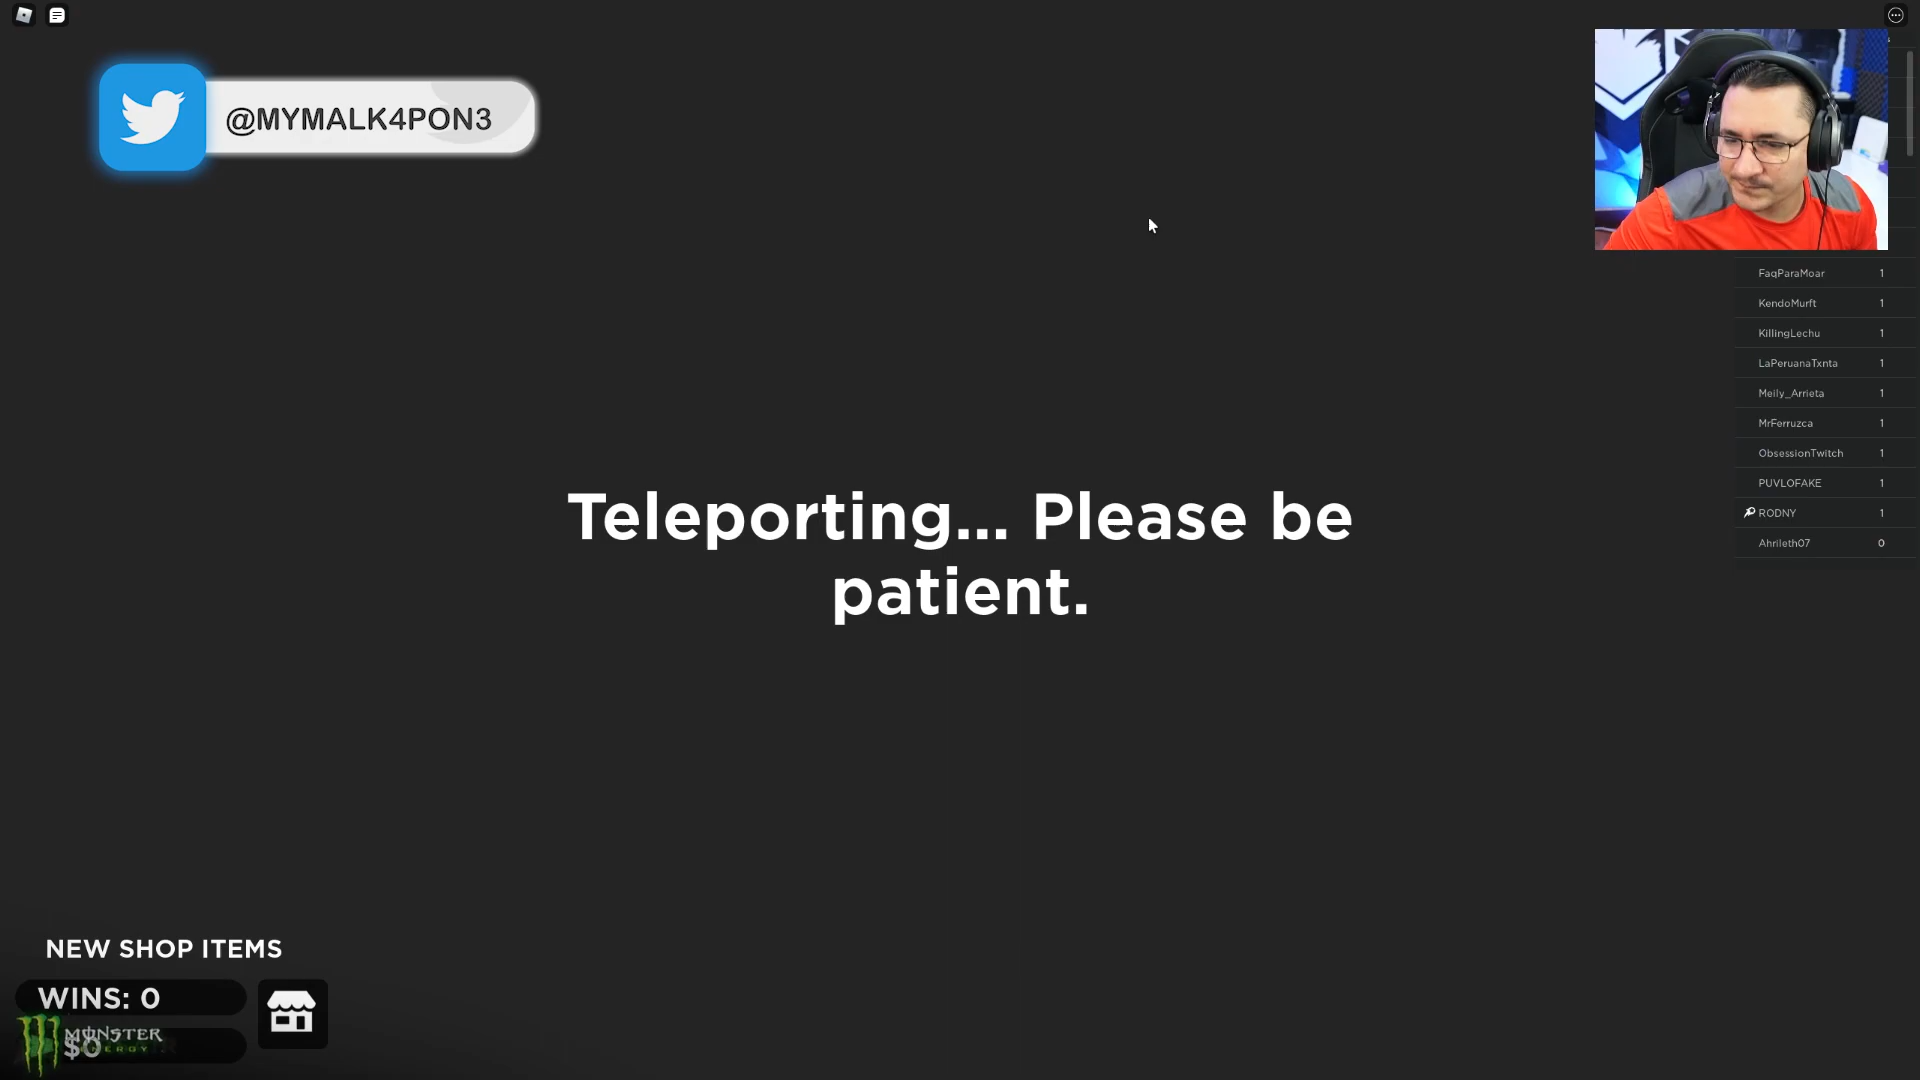 @MYMALK4PON3
FaqParaMoar 1
KendoMurft 1
KillingLechu 1
LaPeruanaTxnta 1
Meily_Arrieta 1
MrFerruzca 1
ObsessionTwitch 1
PUVLOFAKE 1
RODNY 1
Ahrileth07 0
Teleporting... Please be
patient.
NEW SHOP ITEMS
WINS: 0
MONSTER
ENERGY
$0